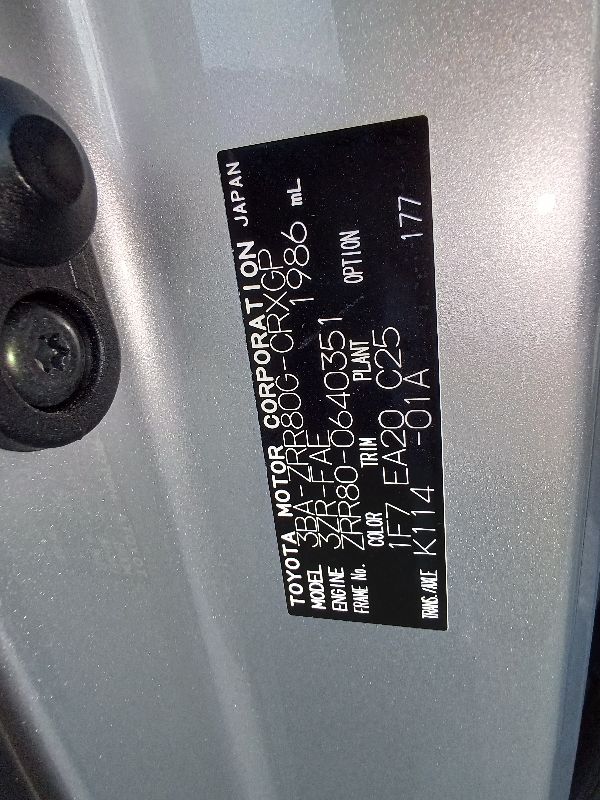 TOYOTA MOTOR CORPORATION JAPAN
MODEL 3BA-ZRR80G-CRXGP
ENGINE 3ZR-FAE 1986 mL
FRAME No. ZRR80-0640351
COLOR TRIM PLANT OPTION
1F7 EA20 C25 177
TRANS./AXLE K114 -01A